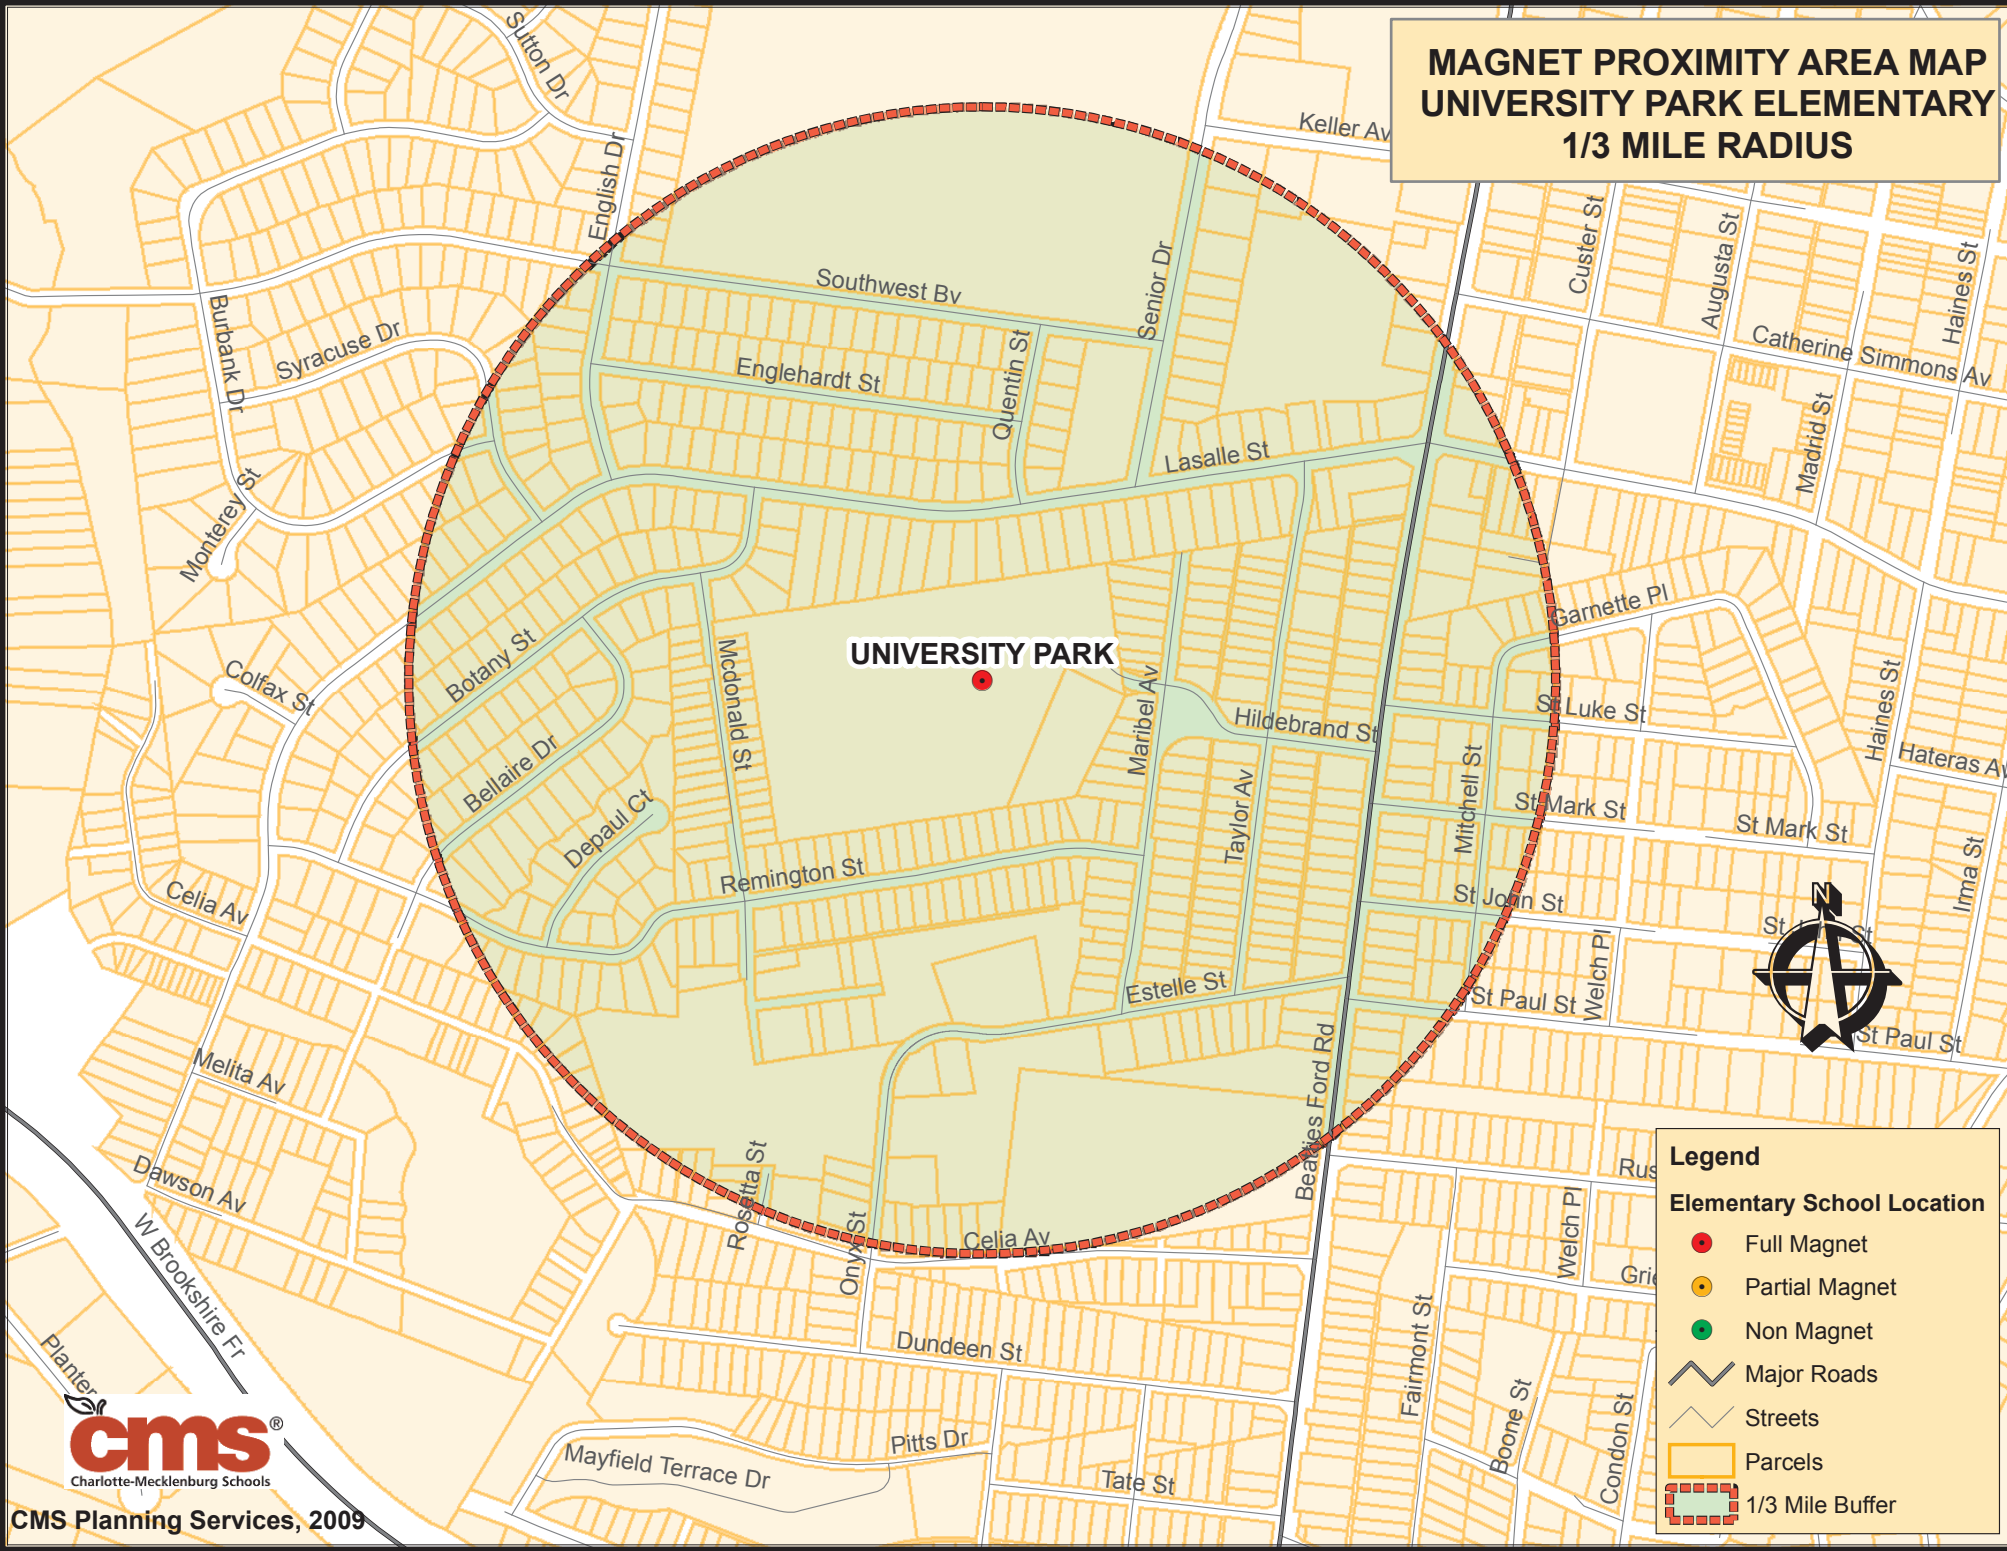 MAGNET PROXIMITY AREA MAP
UNIVERSITY PARK ELEMENTARY
1/3 MILE RADIUS
Sutton Dr
English Dr
Keller Av
Custer St
Augusta St
Haines St
Southwest Bv
Senior Dr
Burbank Dr
Syracuse Dr
Englehardt St
Quentin St
Catherine Simmons Av
Madrid St
Lasalle St
Monterey St
Garnette Pl
Botany St
Mcdonald St
UNIVERSITY PARK
Maribel Av
Colfax St
Hildebrand St
St Luke St
Haines St
Hateras Av
Bellaire Dr
Depaul Ct
Taylor Av
Mitchell St
St Mark St
St Mark St
Irma St
Remington St
Celia Av
St John St
St John St
Welch Pl
Estelle St
St Paul St
St Paul St
N
Melita Av
Beatties Ford Rd
Dawson Av
Rosetta St
Onyx St
Celia Av
W Brookshire Fr
Welch Pl
Rus
Grie
Dundeen St
Fairmont St
Boone St
Condon St
Planter
Pitts Dr
Mayfield Terrace Dr
Tate St
Legend
Elementary School Location
Full Magnet
Partial Magnet
Non Magnet
Major Roads
Streets
Parcels
1/3 Mile Buffer
cms®
Charlotte-Mecklenburg Schools
CMS Planning Services, 2009